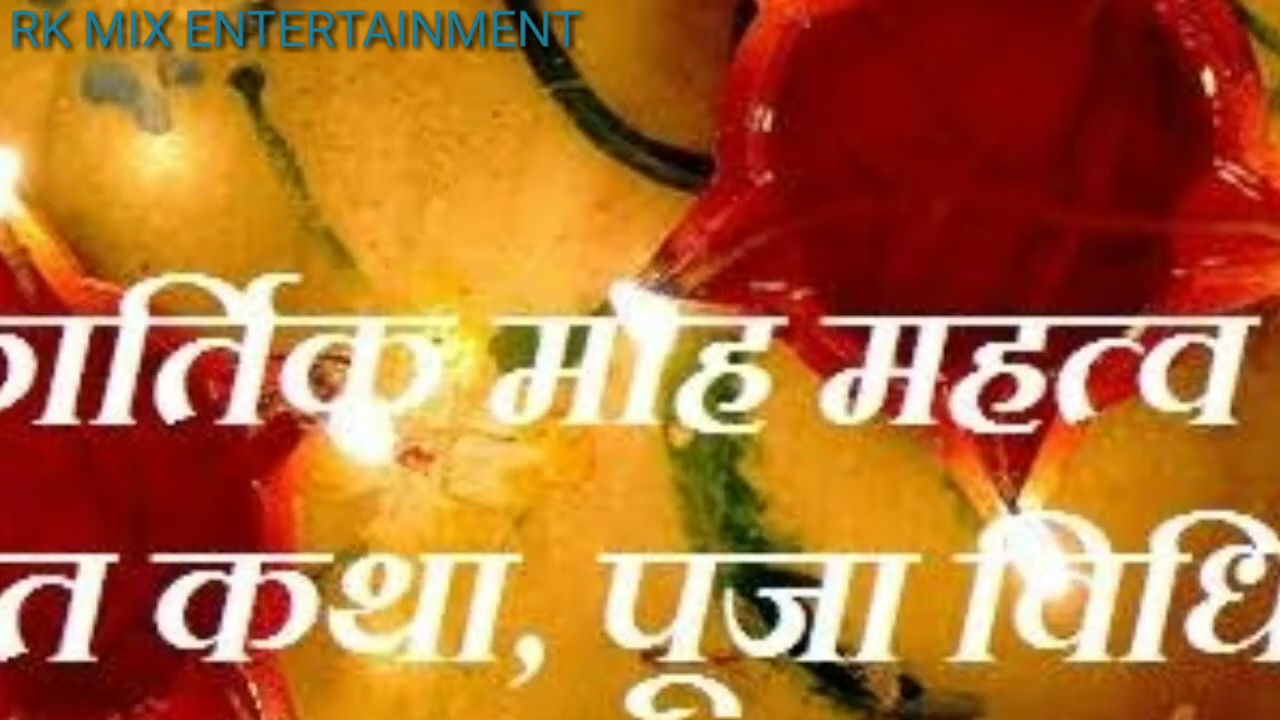 RK MIX ENTERTAINMENT
कार्तिक माह महत्व
त कथा, पूजा विधि